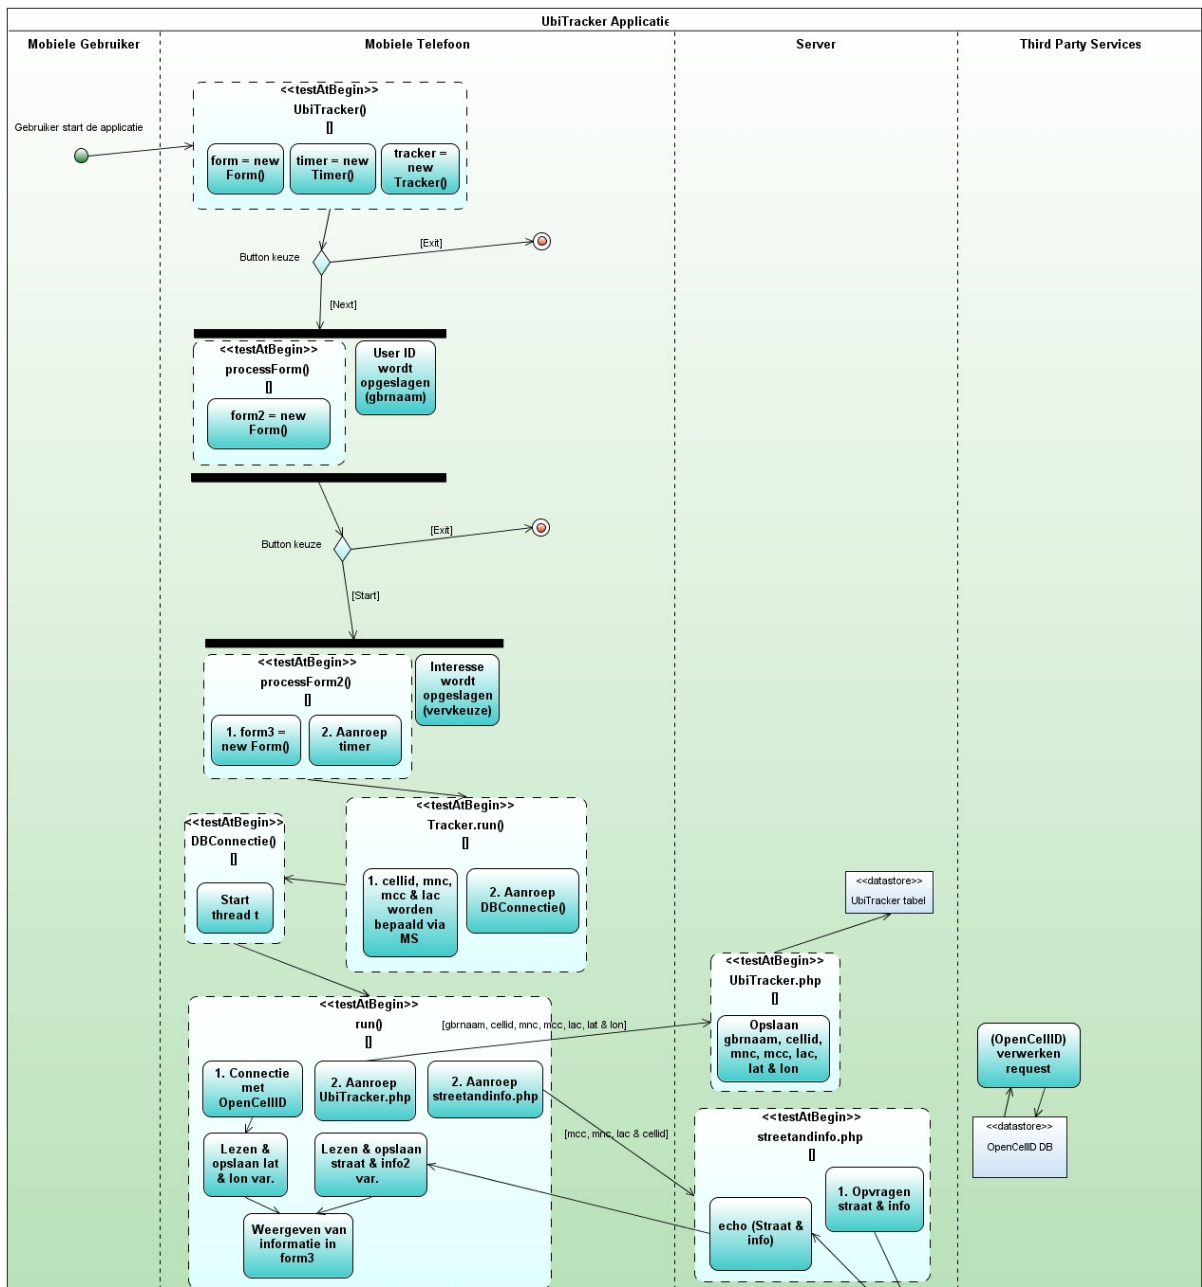 UbiTracker Applicatie
Mobiele Gebruiker
Mobiele Telefoon
Server
Third Party Services
Gebruiker start de applicatie
<<testAtBegin>>
UbiTracker()
[]
form = new
Form()
timer = new
Timer()
tracker =
new
Tracker()
Button keuze
[Exit]
[Next]
<<testAtBegin>>
processForm()
[]
form2 = new
Form()
User ID
wordt
opgeslagen
(gbrnaam)
Button keuze
[Exit]
[Start]
<<testAtBegin>>
processForm2()
[]
1. form3 =
new Form()
2. Aanroep
timer
Interesse
wordt
opgeslagen
(vervkeuze)
<<testAtBegin>>
DBConnectie()
[]
Start
thread t
<<testAtBegin>>
Tracker.run()
[]
1. cellid, mnc,
mcc & lac
worden
bepaald via
MS
2. Aanroep
DBConnectie()
<<datastore>>
UbiTracker tabel
<<testAtBegin>>
UbiTracker.php
[]
Opslaan
gbrnaam, cellid,
mnc, mcc, lac,
lat & lon
<<testAtBegin>>
run()
[]
[gbrnaam, cellid, mnc, mcc, lac, lat & lon]
1. Connectie
met
OpenCellID
2. Aanroep
UbiTracker.php
2. Aanroep
streetandinfo.php
Lezen &
opslaan lat
& lon var.
Lezen & opslaan
straat & info2
var.
Weergeven van
informatie in
form3
[mcc, mnc, lac & cellid]
<<testAtBegin>>
streetandinfo.php
[]
1. Opvragen
straat & info
echo (Straat &
info)
(OpenCellID)
verwerken
request
<<datastore>>
OpenCellID DB